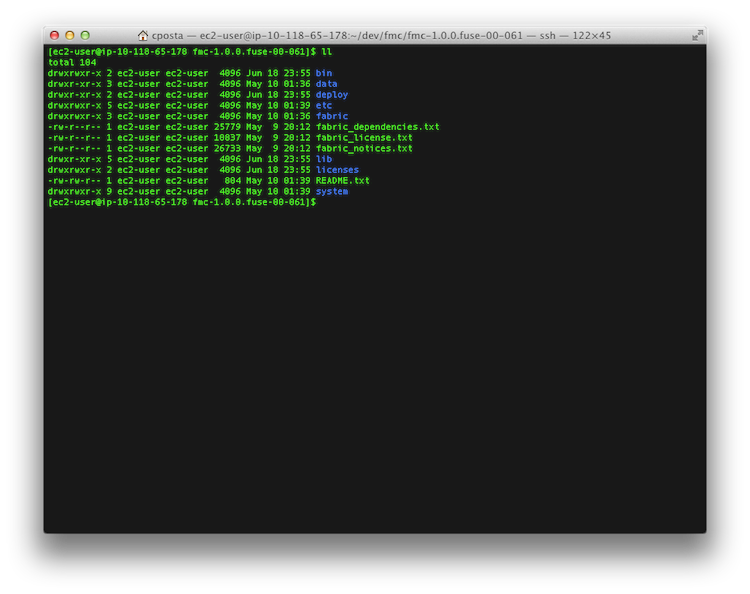 cposta — ec2-user@ip-10-118-65-178:~/dev/fmc/fmc-1.0.0.fuse-00-061 — ssh — 122×45
[ec2-user@ip-10-118-65-178 fmc-1.0.0.fuse-00-061]$ ll
total 104
drwxrwxr-x 2 ec2-user ec2-user  4096 Jun 18 23:55 bin
drwxrwxr-x 3 ec2-user ec2-user  4096 May 10 01:36 data
drwxr-xr-x 2 ec2-user ec2-user  4096 Jun 18 23:55 deploy
drwxrwxr-x 5 ec2-user ec2-user  4096 May 10 01:39 etc
drwxrwxr-x 3 ec2-user ec2-user  4096 May 10 01:36 fabric
-rw-r--r-- 1 ec2-user ec2-user 25779 May  9 20:12 fabric_dependencies.txt
-rw-r--r-- 1 ec2-user ec2-user 10837 May  9 20:12 fabric_license.txt
-rw-r--r-- 1 ec2-user ec2-user 26733 May  9 20:12 fabric_notices.txt
drwxr-xr-x 5 ec2-user ec2-user  4096 Jun 18 23:55 lib
drwxrwxr-x 2 ec2-user ec2-user  4096 Jun 18 23:55 licenses
-rw-rw-r-- 1 ec2-user ec2-user   804 May 10 01:39 README.txt
drwxrwxr-x 9 ec2-user ec2-user  4096 May 10 01:39 system
[ec2-user@ip-10-118-65-178 fmc-1.0.0.fuse-00-061]$